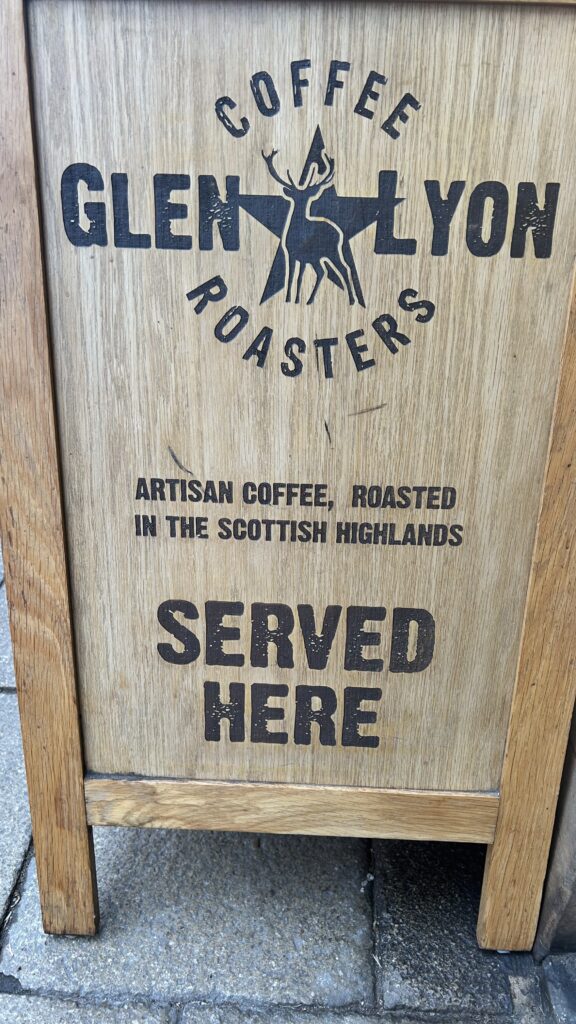 COFFEE
GLEN LYON
ROASTERS
ARTISAN COFFEE, ROASTED
IN THE SCOTTISH HIGHLANDS
SERVED
HERE